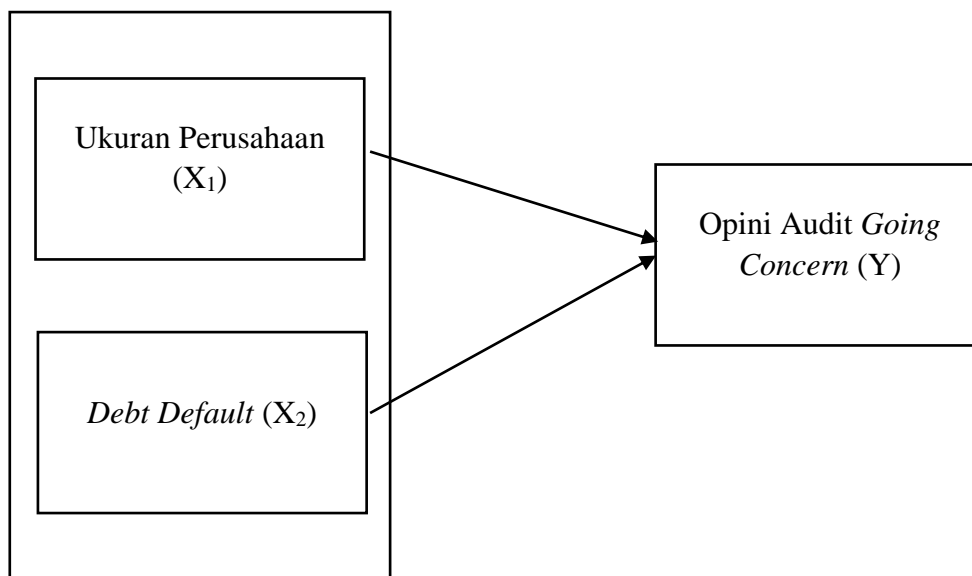 Ukuran Perusahaan
(X₁)
Opini Audit Going
Concern (Y)
Debt Default (X₂)